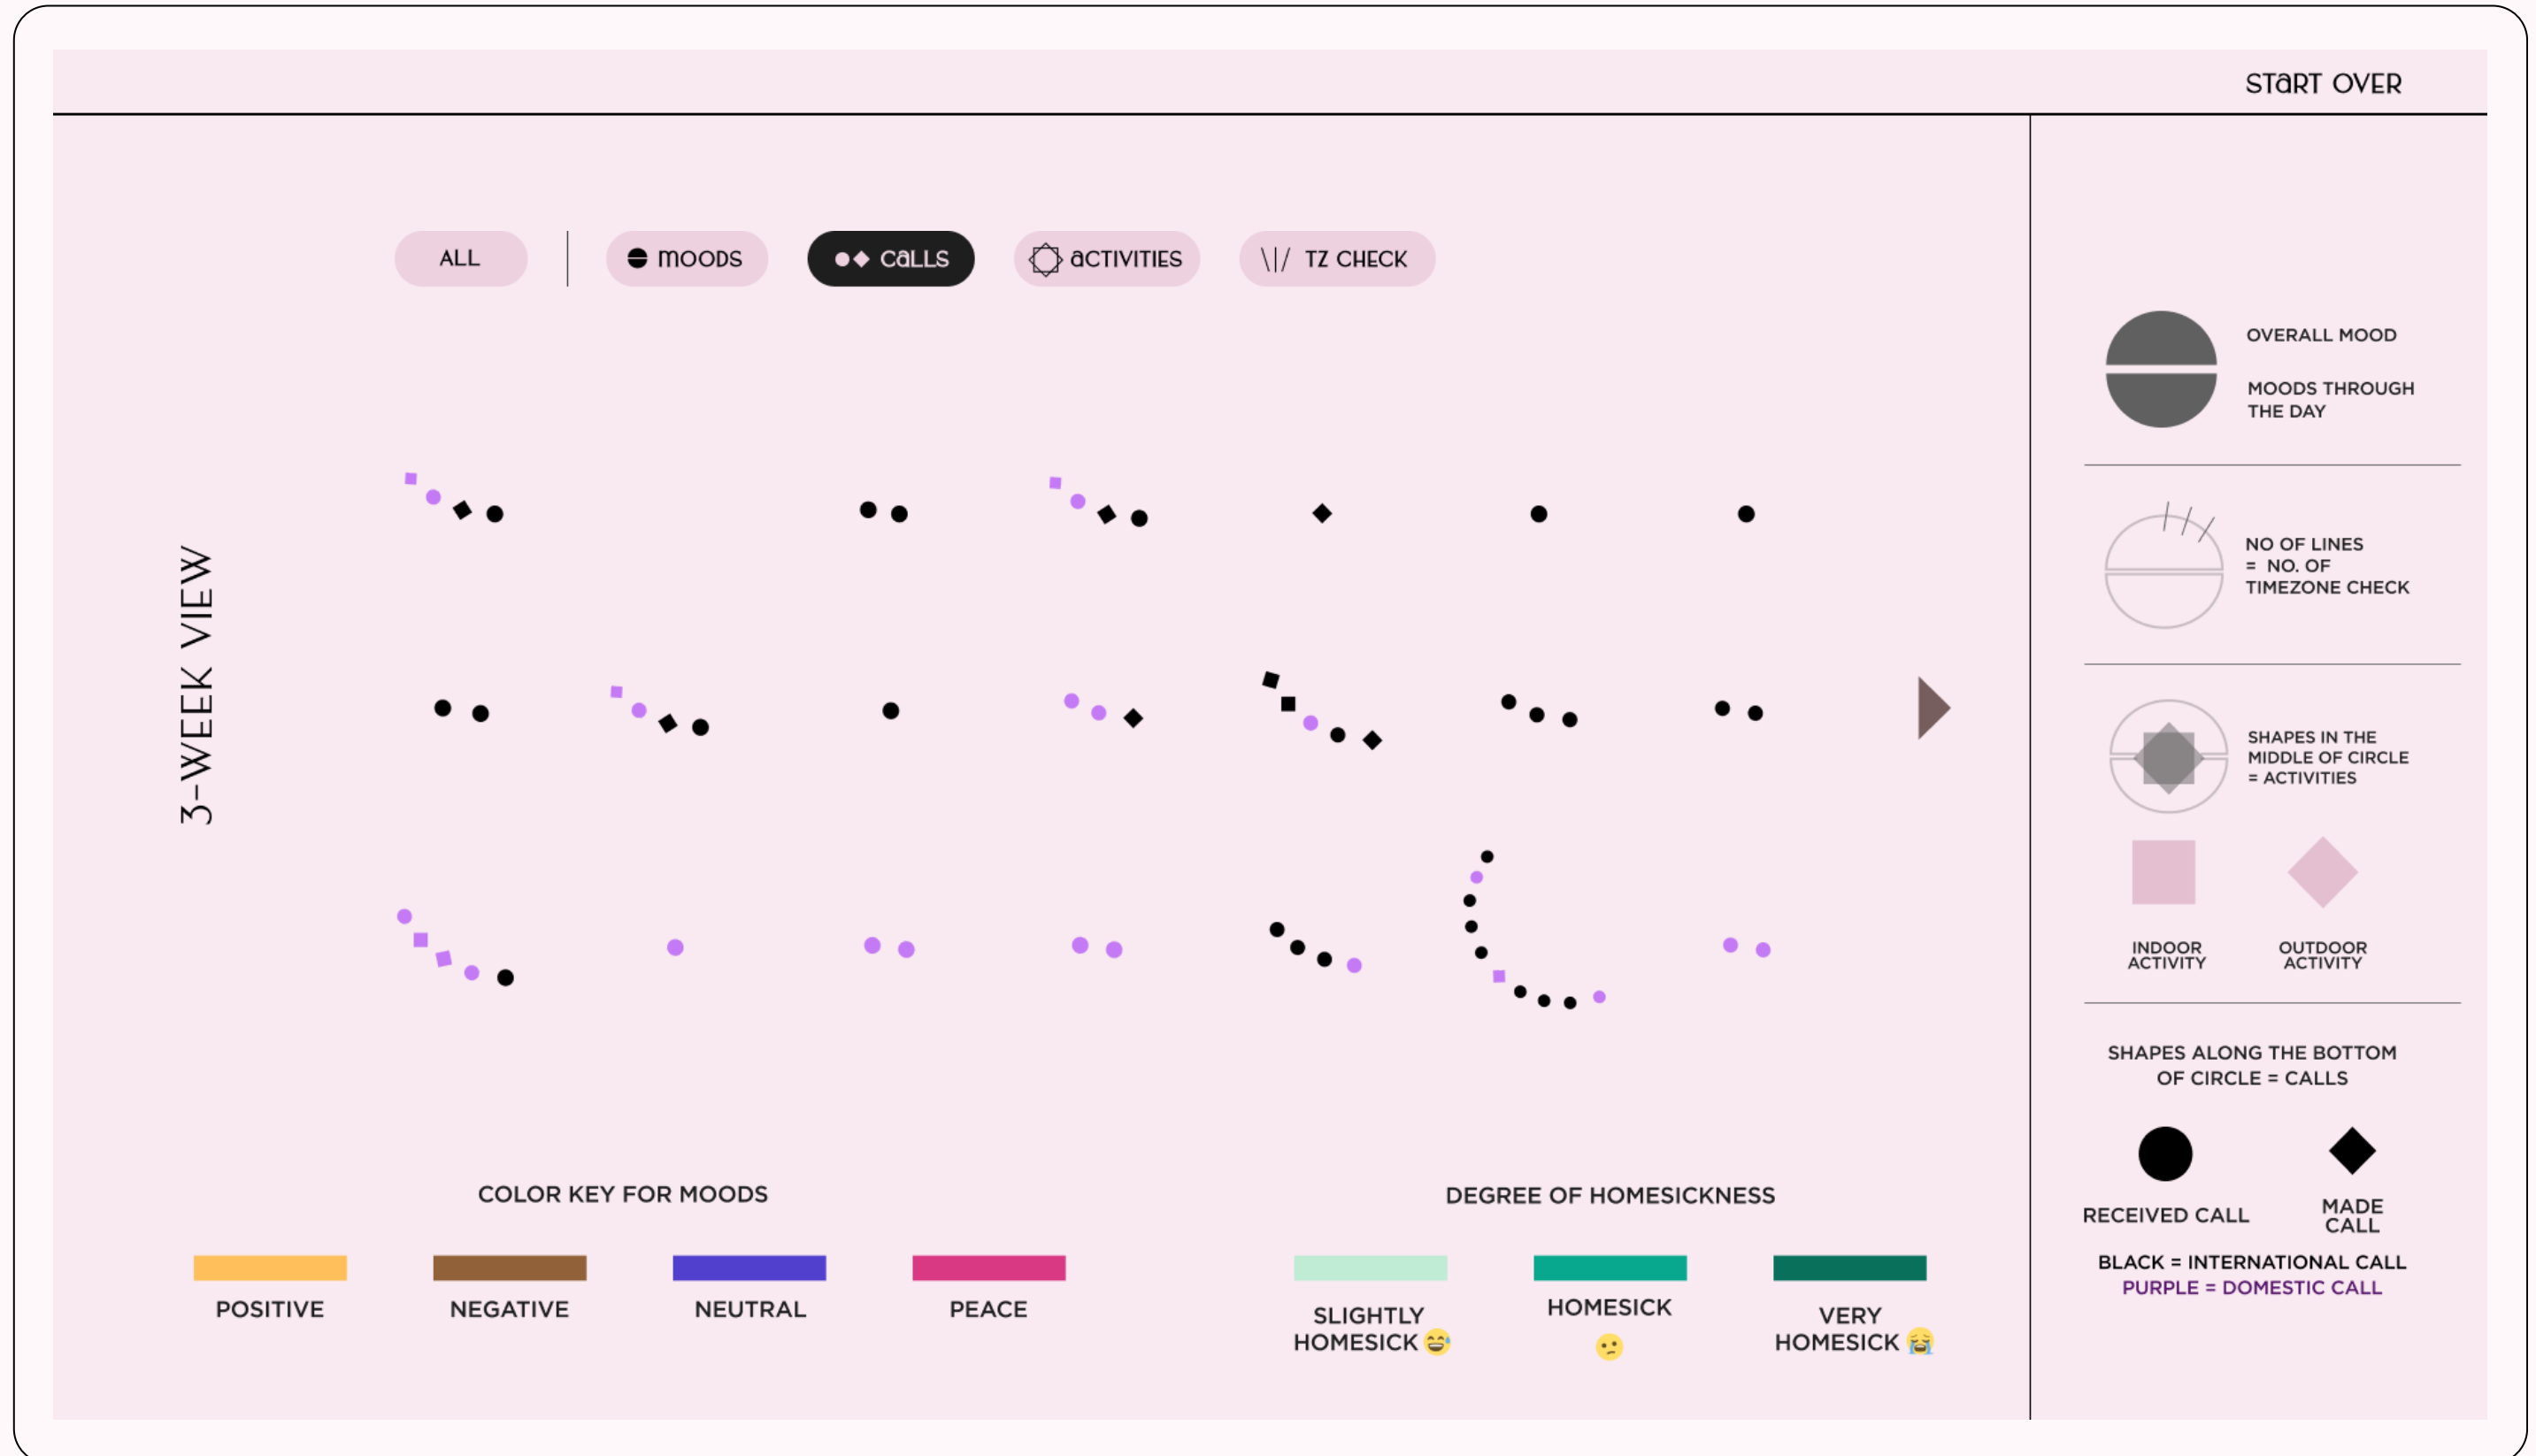 START OVER
ALL
MOODS
CALLS
ACTIVITIES
TZ CHECK
3-WEEK VIEW
OVERALL MOOD
MOODS THROUGH
THE DAY
NO OF LINES
= NO. OF
TIMEZONE CHECK
SHAPES IN THE
MIDDLE OF CIRCLE
= ACTIVITIES
INDOOR
ACTIVITY
OUTDOOR
ACTIVITY
SHAPES ALONG THE BOTTOM
OF CIRCLE = CALLS
RECEIVED CALL
MADE
CALL
BLACK = INTERNATIONAL CALL
PURPLE = DOMESTIC CALL
COLOR KEY FOR MOODS
POSITIVE
NEGATIVE
NEUTRAL
PEACE
DEGREE OF HOMESICKNESS
SLIGHTLY
HOMESICK 😅
HOMESICK
🫤
VERY
HOMESICK 😭